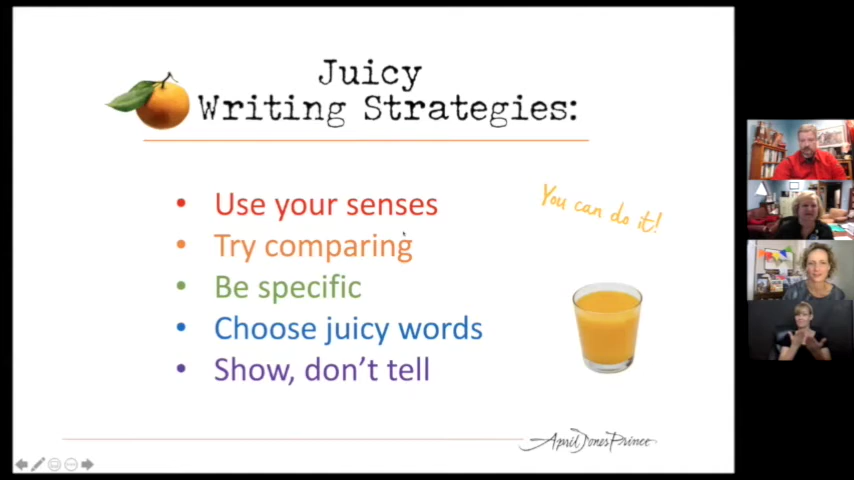 Juicy
Writing Strategies:
• Use your senses
• Try comparing
• Be specific
• Choose juicy words
• Show, don't tell
You can do it!
April Jones Prince